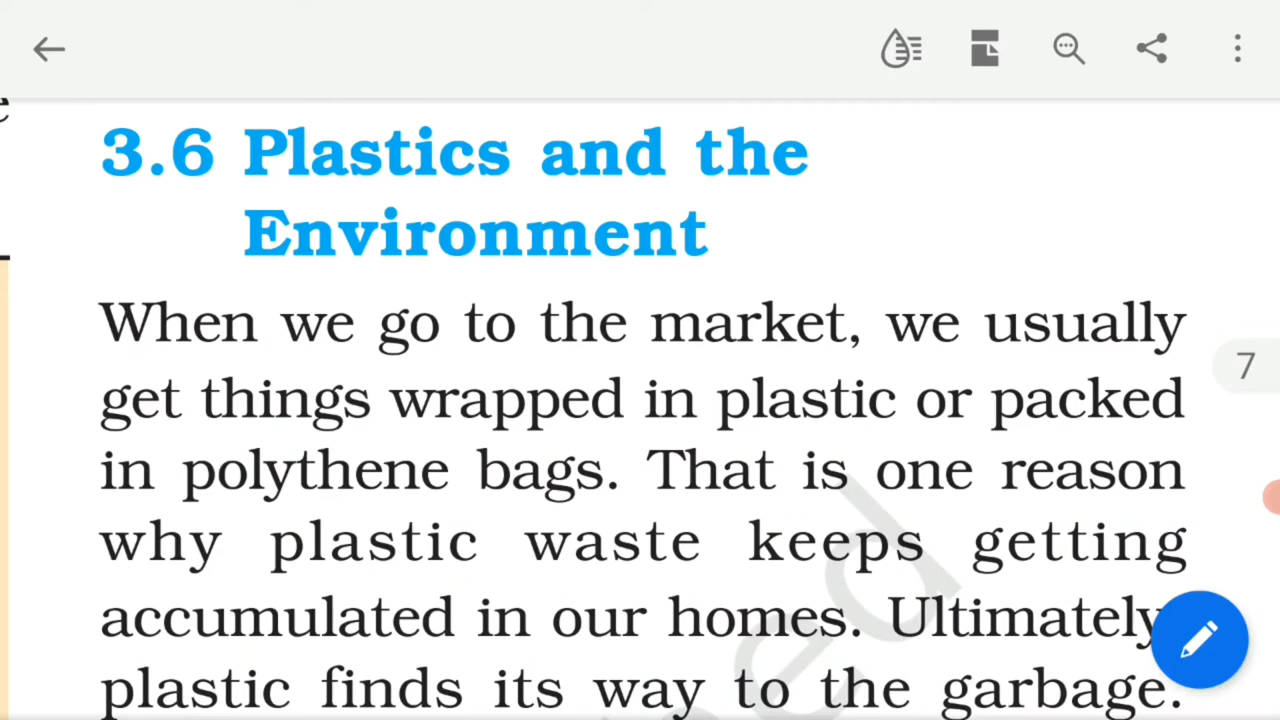 3.6 Plastics and the
Environment
When we go to the market, we usually
7
get things wrapped in plastic or packed
in polythene bags. That is one reason
why plastic waste keeps getting
accumulated in our homes. Ultimately,
plastic finds its way to the garbage.